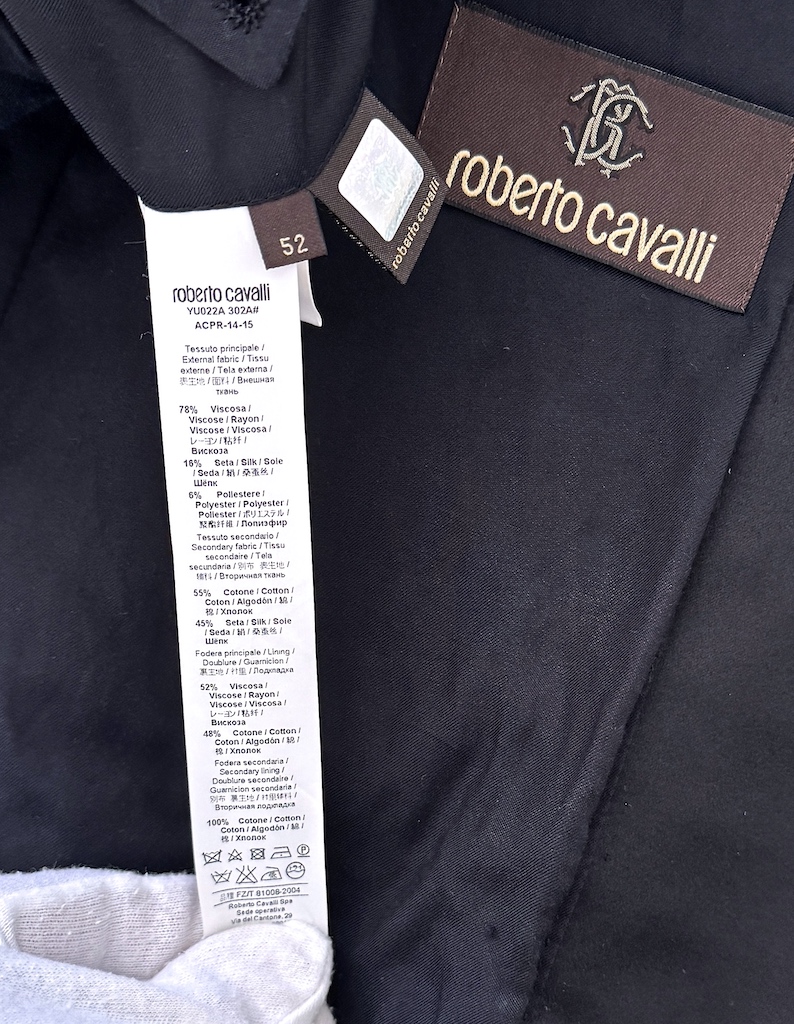 roberto cavalli
roberto cavalli
52
roberto cavalli
YU022A 302A#
ACPR-14-15
Tessuto principale /
External fabric / Tissu
externe / Tela externa /
表生地 / 面料 / Внешная
ткань
78% Viscosa /
Viscose / Rayon /
Viscose / Viscosa /
レーヨン / 粘纤 /
Вискоза
16% Seta / Silk / Soie
/ Seda / 絹 / 桑蚕丝 /
Шёлк
6% Poliestere /
Polyester / Polyester /
Poliester / ポリエステル /
聚酯纤维 / Лопиэфир
Tessuto secondario /
Secondary fabric / Tissu
secondaire / Tela
secundaria / 別布 表生地 /
辅料 / Вторичная ткань
55% Cotone / Cotton /
Coton / Algodón / 綿 /
棉 / Хлопок
45% Seta / Silk / Soie
/ Seda / 絹 / 桑蚕丝 /
Шёлк
Fodera principale / Lining /
Doublure / Guarnicion /
裏生地 / 衬里 / Подкладка
52% Viscosa /
Viscose / Rayon /
Viscose / Viscosa /
レーヨン / 粘纤 /
Вискоза
48% Cotone / Cotton /
Coton / Algodón / 綿 /
棉 / Хлопок
Fodera secondaria /
Secondary lining /
Doublure secondaire /
Guarnicion secundaria /
別布 裏生地 / 衬里辅料 /
Вторичная подкладка
100% Cotone / Cotton /
Coton / Algodón / 綿 /
棉 / Хлопок
P
FZ/T 81008-2004
Roberto Cavalli Spa
Sede operativa
Via del Cantone, 29